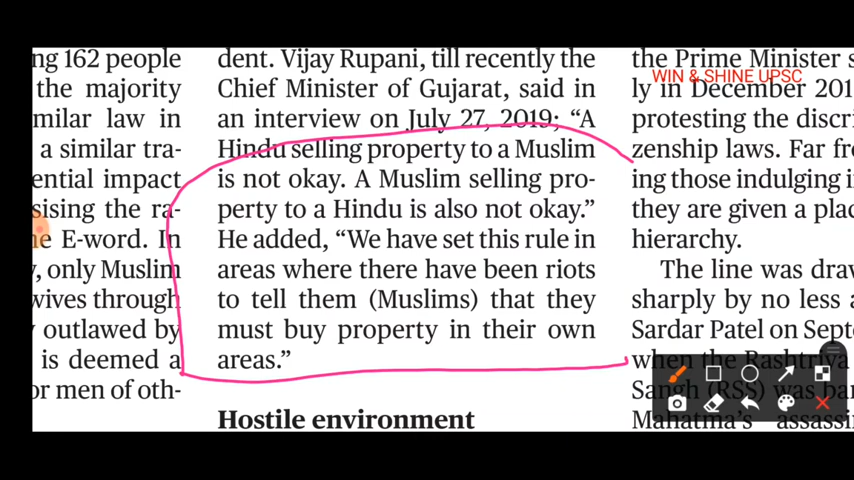 ng 162 people
the majority
milar law in
a similar tra-
ential impact
sising the ra-
e E-word. In
, only Muslim
wives through
outlawed by
is deemed a
or men of oth-
dent. Vijay Rupani, till recently the
Chief Minister of Gujarat, said in
an interview on July 27, 2019; “A
Hindu selling property to a Muslim
is not okay. A Muslim selling pro-
perty to a Hindu is also not okay.”
He added, “We have set this rule in
areas where there have been riots
to tell them (Muslims) that they
must buy property in their own
areas.”
Hostile environment
the Prime Minister s
WIN & SHINE UPSC
ly in December 201
protesting the discri
zenship laws. Far fro
ing those indulging i
they are given a plac
hierarchy.
The line was draw
sharply by no less a
Sardar Patel on Sept
when the Rashtriya
Sangh (RSS) was ban
Mahatma's assassin